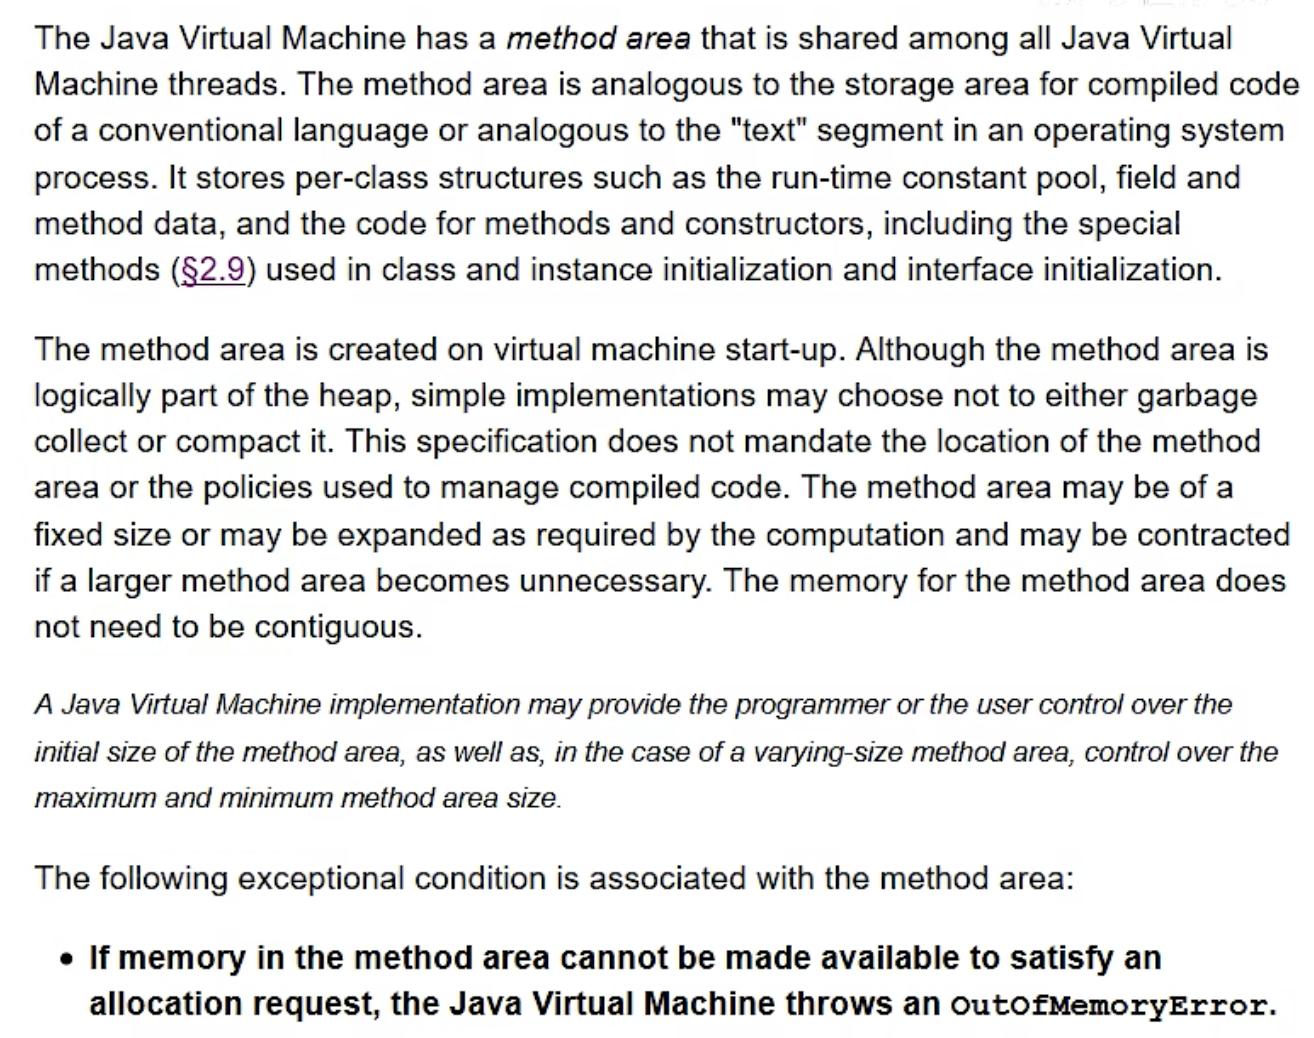 The Java Virtual Machine has a method area that is shared among all Java Virtual
Machine threads. The method area is analogous to the storage area for compiled code
of a conventional language or analogous to the "text" segment in an operating system
process. It stores per-class structures such as the run-time constant pool, field and
method data, and the code for methods and constructors, including the special
methods (§2.9) used in class and instance initialization and interface initialization.
The method area is created on virtual machine start-up. Although the method area is
logically part of the heap, simple implementations may choose not to either garbage
collect or compact it. This specification does not mandate the location of the method
area or the policies used to manage compiled code. The method area may be of a
fixed size or may be expanded as required by the computation and may be contracted
if a larger method area becomes unnecessary. The memory for the method area does
not need to be contiguous.
A Java Virtual Machine implementation may provide the programmer or the user control over the
initial size of the method area, as well as, in the case of a varying-size method area, control over the
maximum and minimum method area size.
The following exceptional condition is associated with the method area:
• If memory in the method area cannot be made available to satisfy an
allocation request, the Java Virtual Machine throws an OutOfMemoryError.